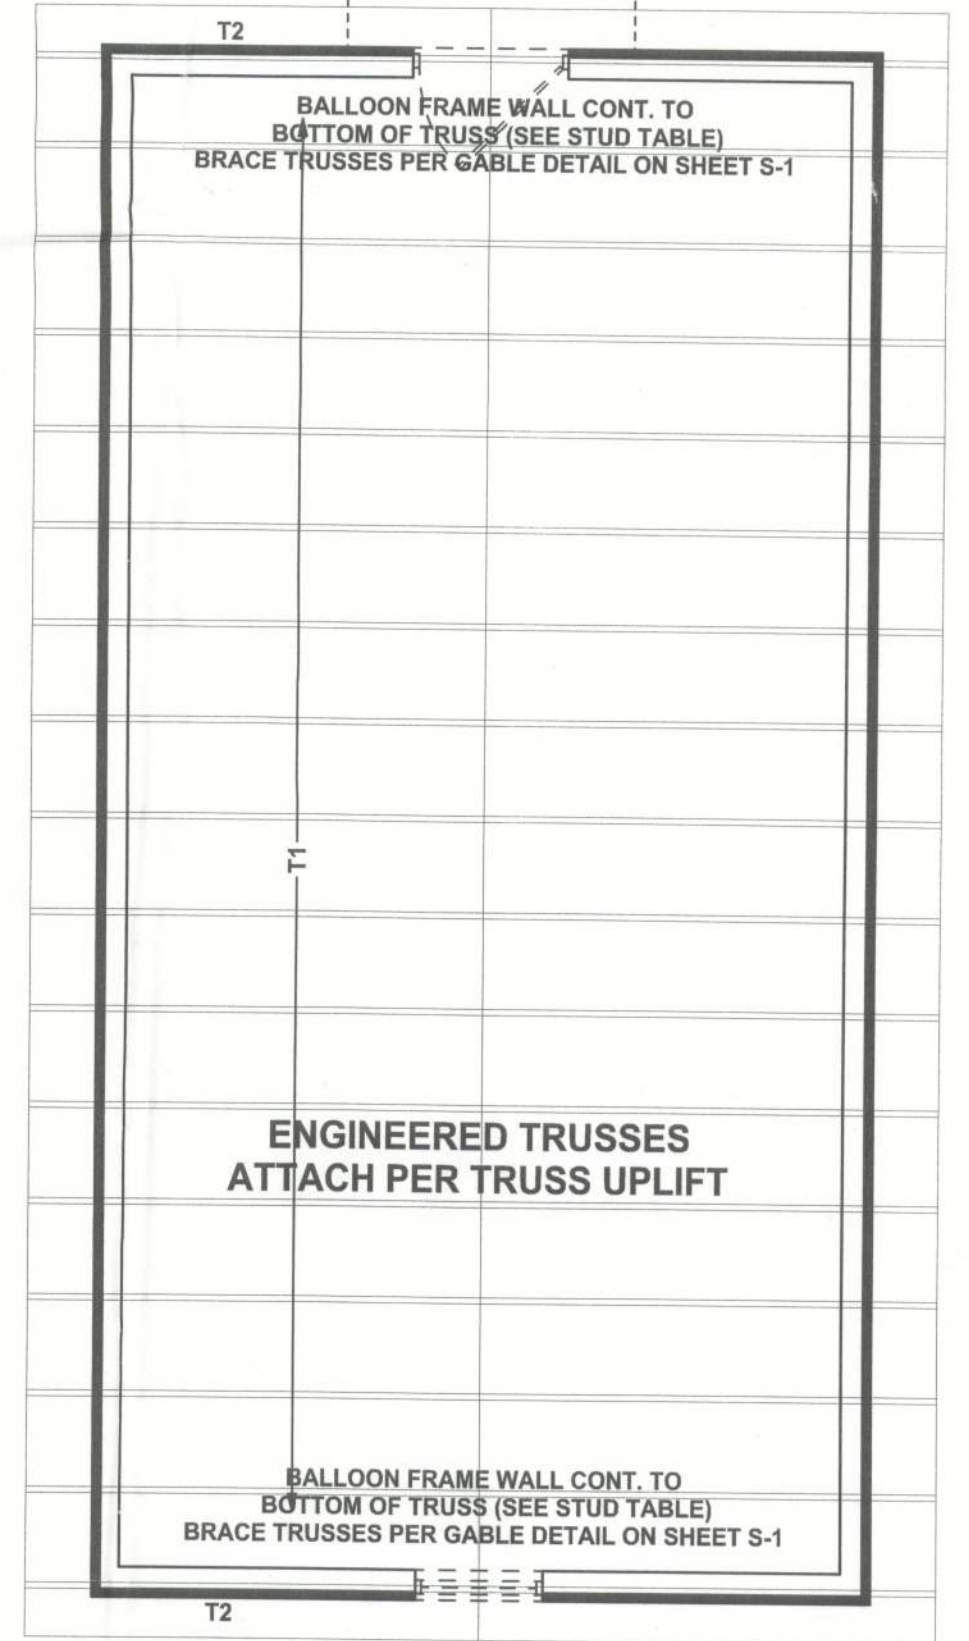 T2
BALLOON FRAME WALL CONT. TO
BOTTOM OF TRUSS (SEE STUD TABLE)
BRACE TRUSSES PER GABLE DETAIL ON SHEET S-1
T1
ENGINEERED TRUSSES
ATTACH PER TRUSS UPLIFT
BALLOON FRAME WALL CONT. TO
BOTTOM OF TRUSS (SEE STUD TABLE)
BRACE TRUSSES PER GABLE DETAIL ON SHEET S-1
T2